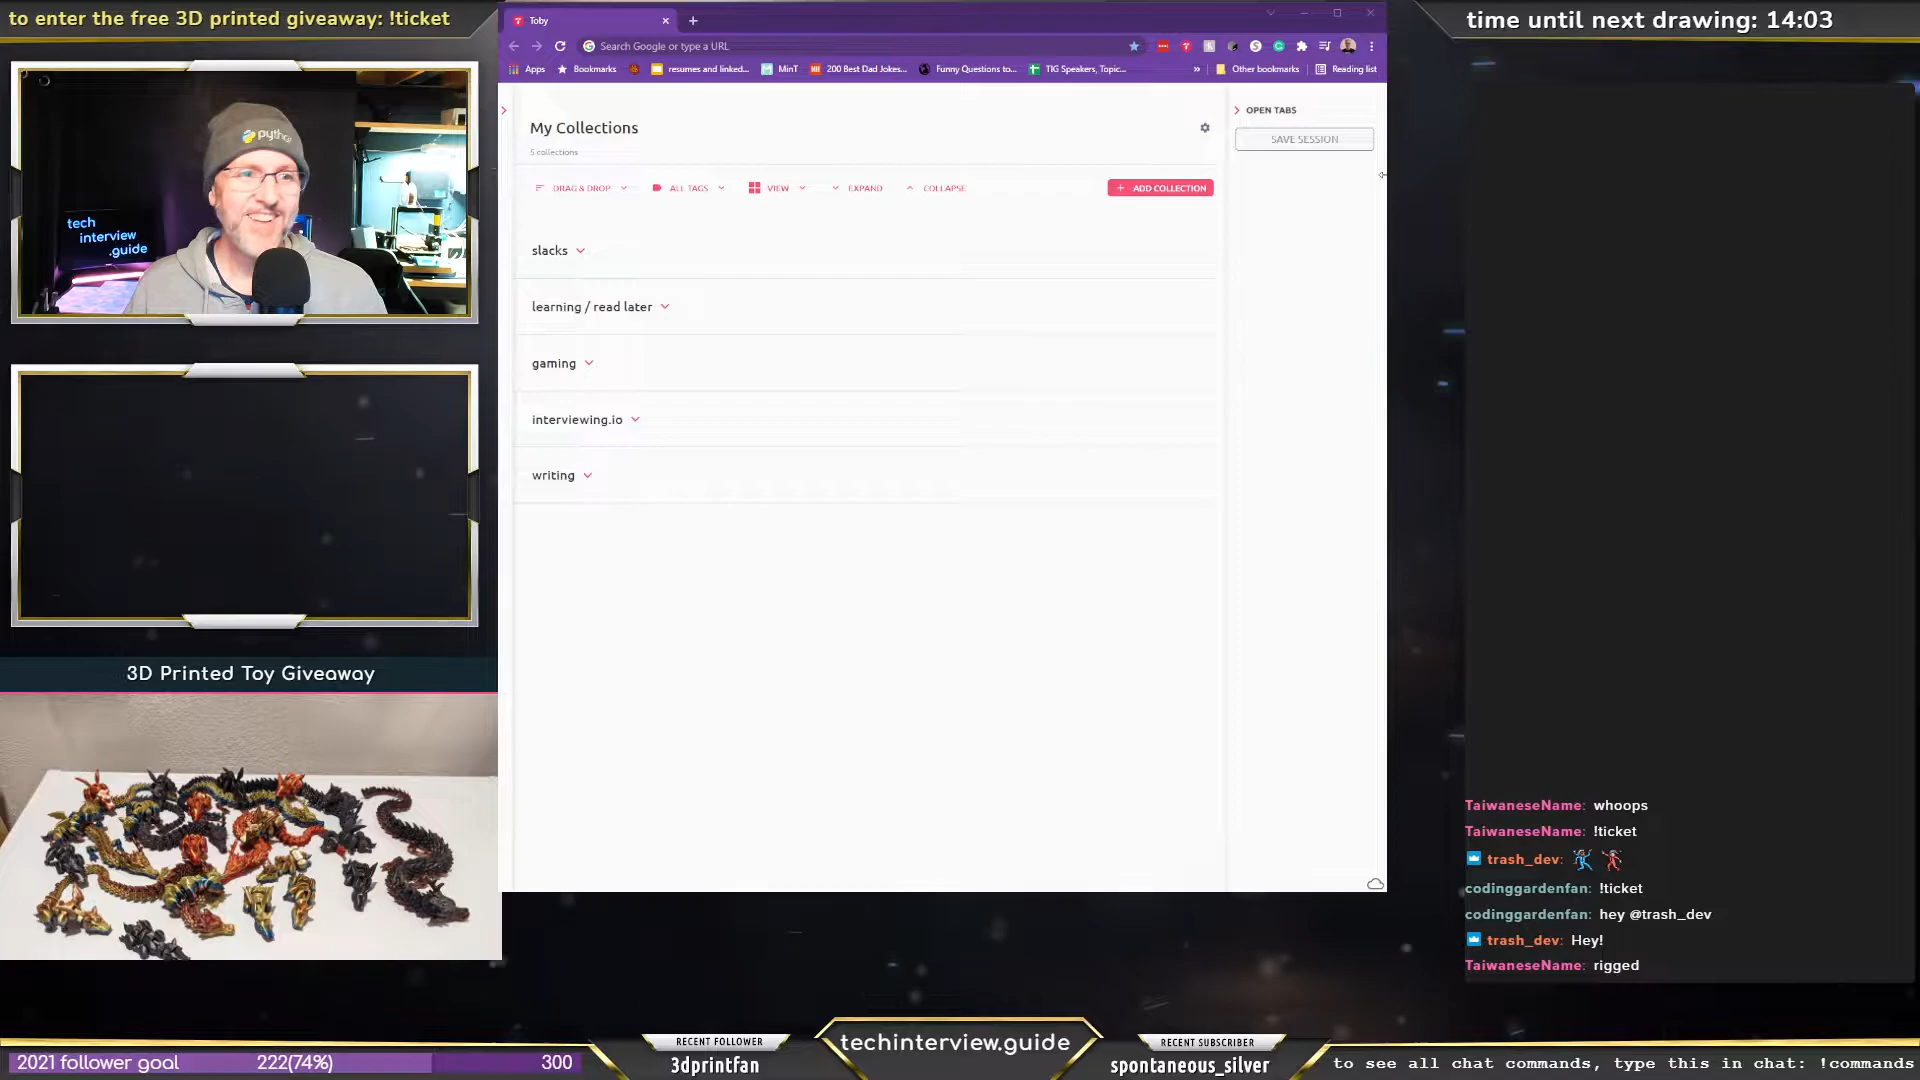 to enter the free 3D printed giveaway: !ticket
Toby
time until next drawing: 14:03
Search Google or type a URL
Apps
Bookmarks
resumes and linked...
MinT
200 Best Dad Jokes...
Funny Questions to...
TIG Speakers, Topic...
»
Other bookmarks
Reading list
My Collections
5 collections
OPEN TABS
SAVE SESSION
DRAG & DROP
ALL TAGS
VIEW
EXPAND
COLLAPSE
+ ADD COLLECTION
slacks
learning / read later
gaming
interviewing.io
writing
tech
interview
.guide
3D Printed Toy Giveaway
TaiwaneseName: whoops
TaiwaneseName: !ticket
trash_dev:
codinggardenfan: !ticket
codinggardenfan: hey @trash_dev
trash_dev: Hey!
TaiwaneseName: rigged
2021 follower goal 222(74%) 300
RECENT FOLLOWER
3dprintfan
techinterview.guide
RECENT SUBSCRIBER
spontaneous_silver
to see all chat commands, type this in chat: !commands